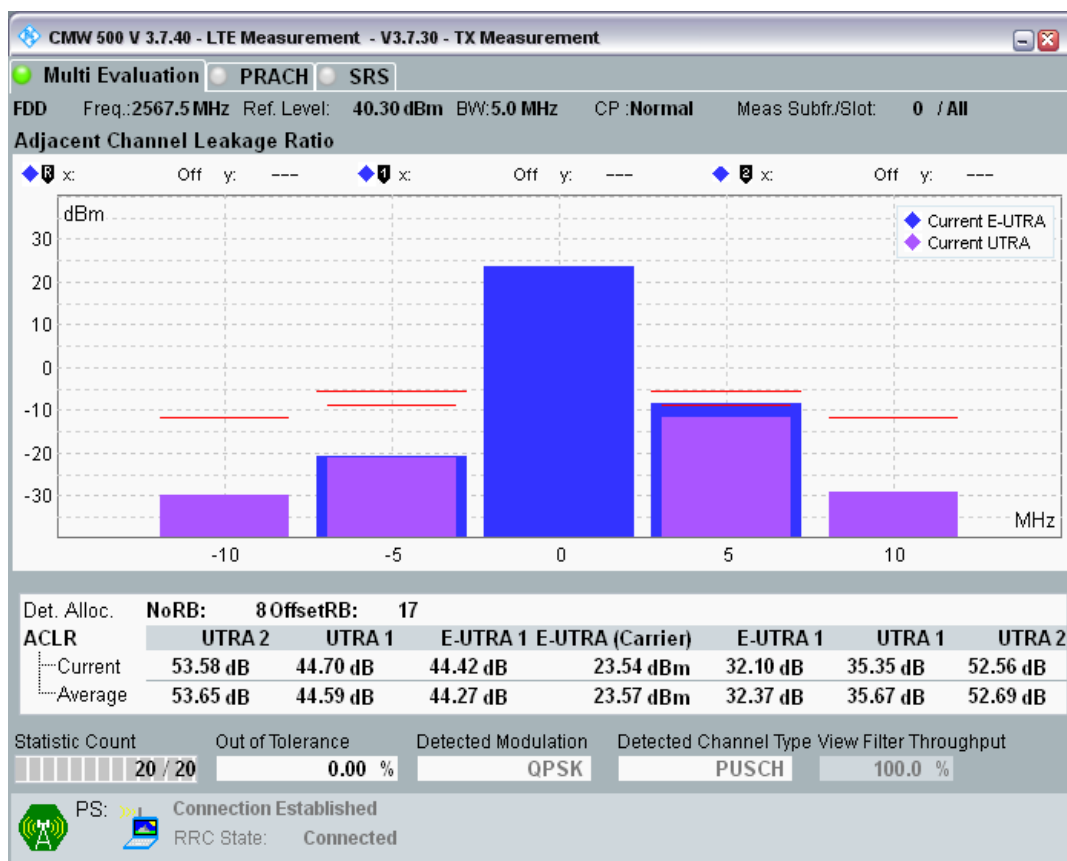 CMW 500 V 3.7.40 - LTE Measurement - V3.7.30 - TX Measurement
Multi Evaluation PRACH SRS
FDD Freq.:2567.5 MHz Ref. Level: 40.30 dBm BW:5.0 MHz CP :Normal Meas Subfr./Slot: 0 / All
Adjacent Channel Leakage Ratio
R x: Off y: --- 1 x: Off y: --- 2 x: Off y: ---
dBm
Current E-UTRA
Current UTRA
30
20
10
0
-10
-20
-30
MHz
-10 -5 0 5 10
Det. Alloc. NoRB: 8 OffsetRB: 17
ACLR UTRA 2 UTRA 1 E-UTRA 1 E-UTRA (Carrier) E-UTRA 1 UTRA 1 UTRA 2
Current 53.58 dB 44.70 dB 44.42 dB 23.54 dBm 32.10 dB 35.35 dB 52.56 dB
Average 53.65 dB 44.59 dB 44.27 dB 23.57 dBm 32.37 dB 35.67 dB 52.69 dB
Statistic Count Out of Tolerance Detected Modulation Detected Channel Type View Filter Throughput
20 / 20 0.00 % QPSK PUSCH 100.0 %
PS: Connection Established
RRC State: Connected